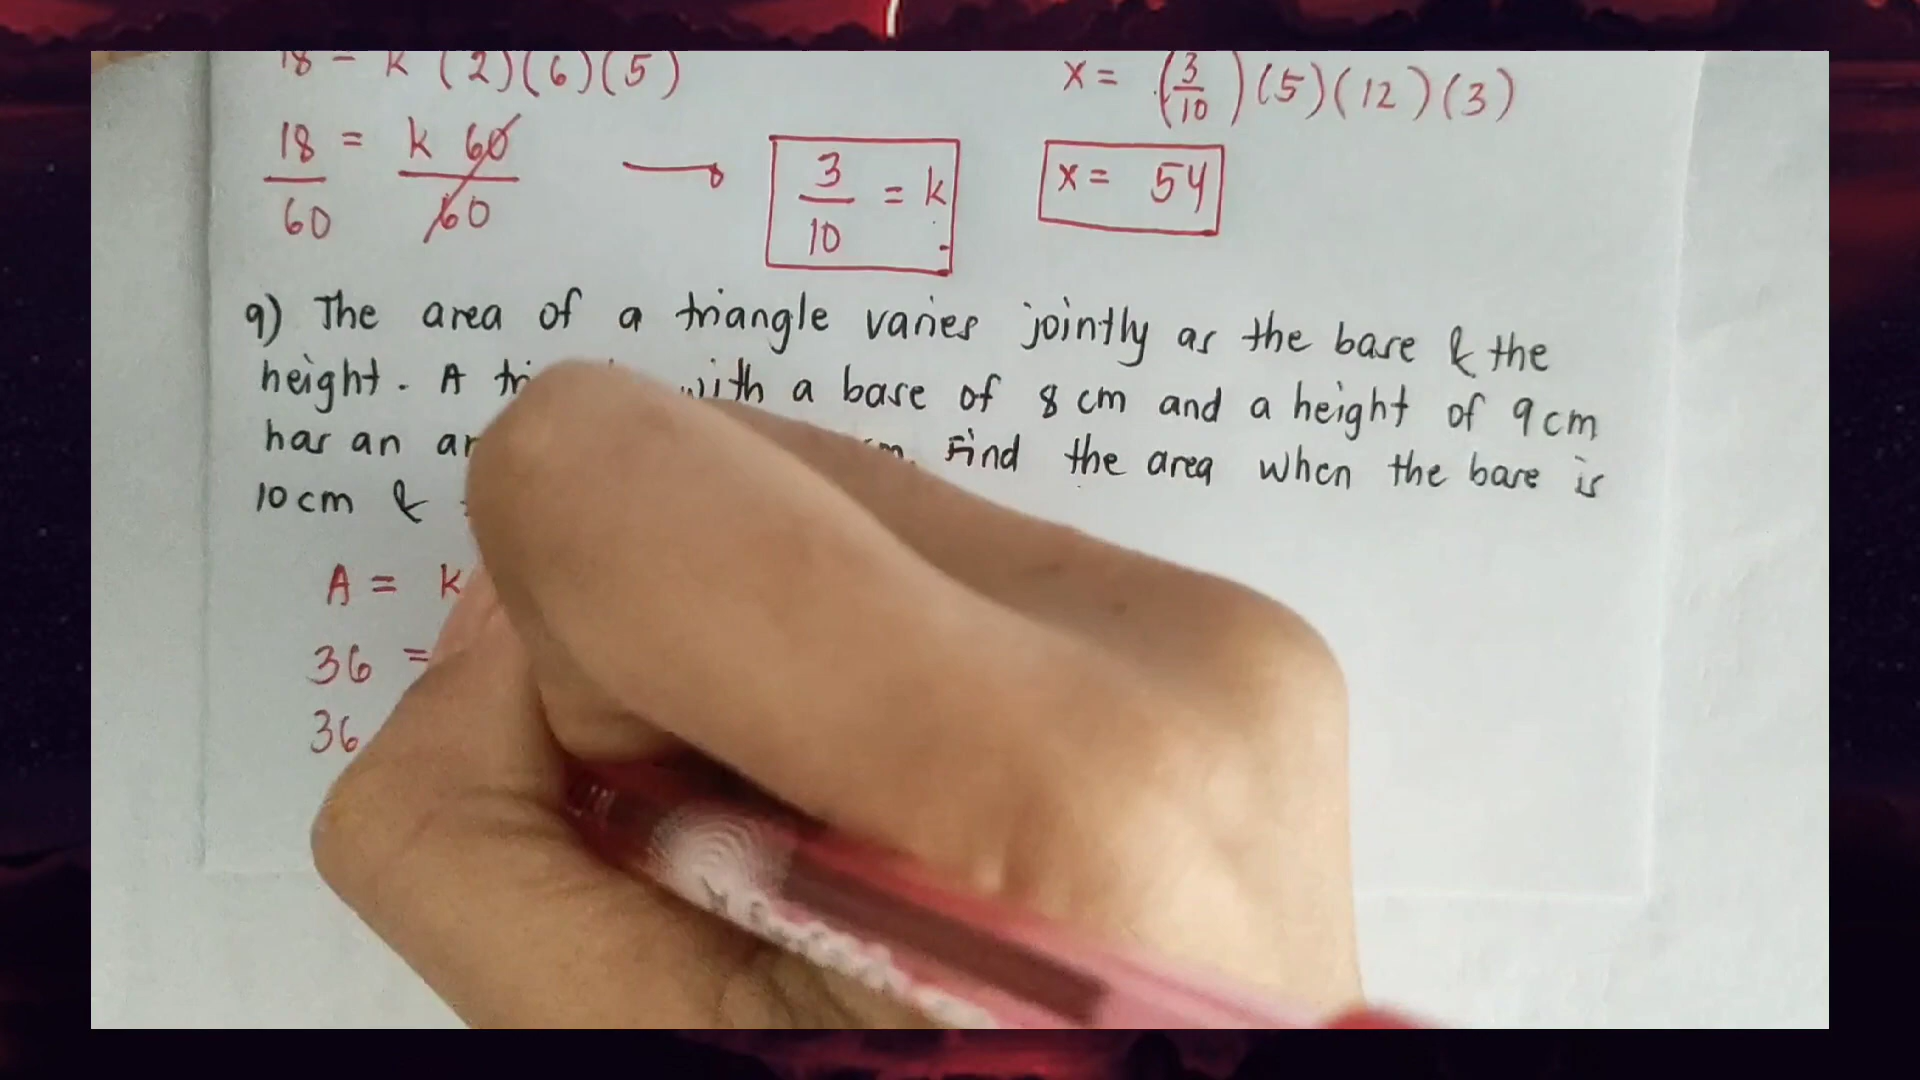 18 = k (2)(6)(5)
x = (3/10)(5)(12)(3)
18/60 = k 60/60 → 3/10 = k
x = 54
9) The area of a triangle varies jointly as the base & the
height. A with a base of 8 cm and a height of 9 cm
has an Find the area when the base is
10 cm &
A = k
36 =
36